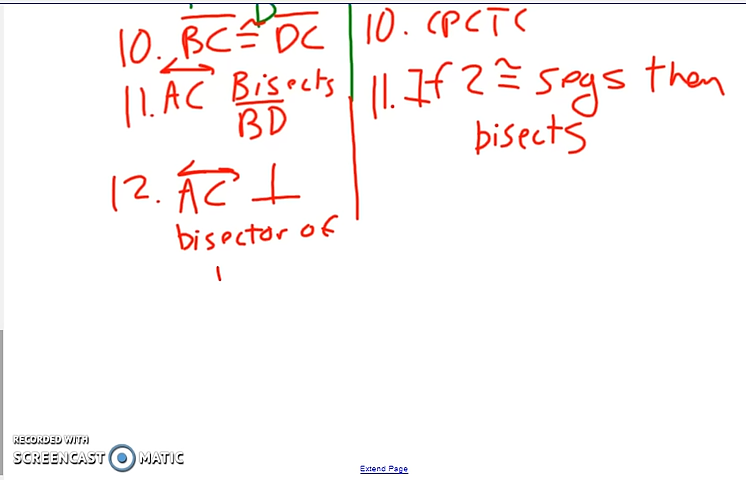 10. BC ≅ DC 10. CPCTC
11. AC Bisects BD 11. If 2 ≅ segs then
bisects
12. AC ⊥
bisector of
RECORDED WITH
SCREENCAST MATIC
Extend Page